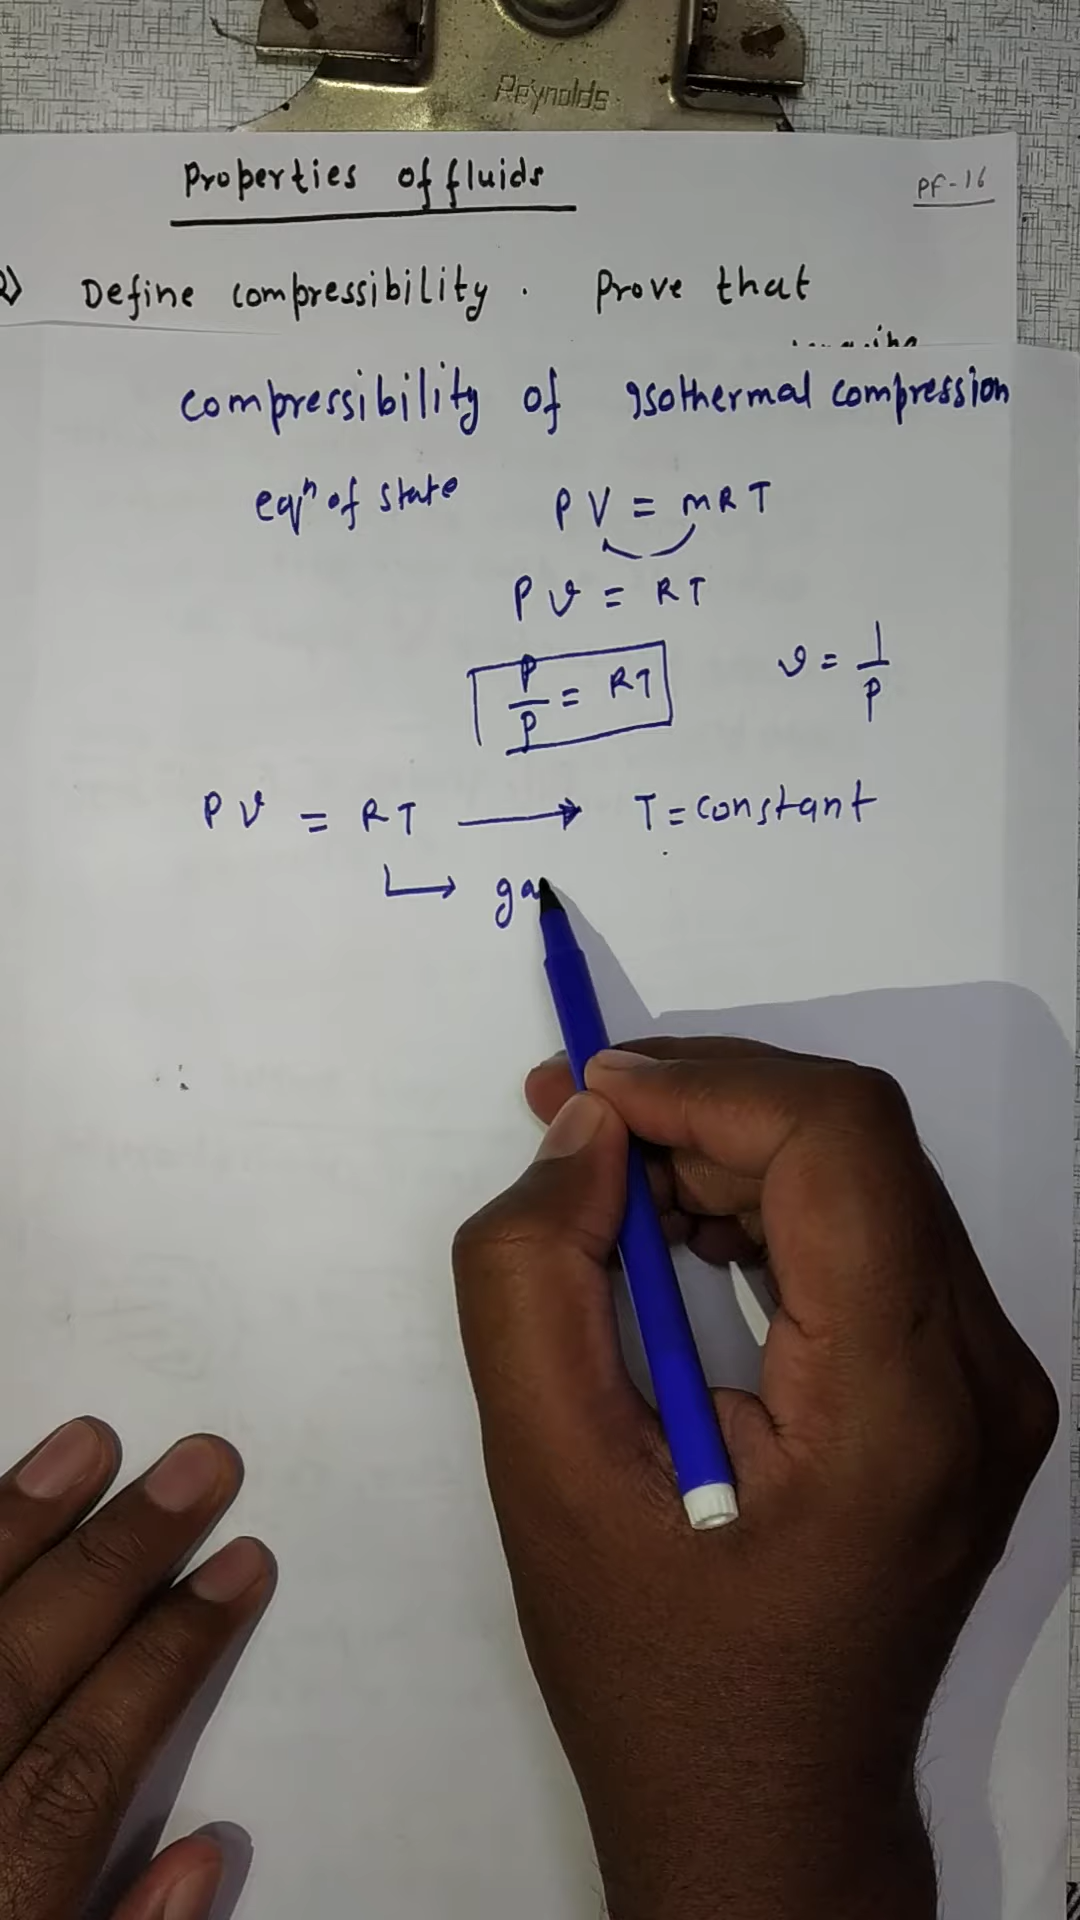 Reynolds
Properties of fluids
PF-16
Define compressibility. Prove that
compressibility of isothermal compression
eqⁿ of state PV = mRT
Pv = RT
P/ρ = RT v = 1/ρ
Pv = RT → T = constant
↳ ga